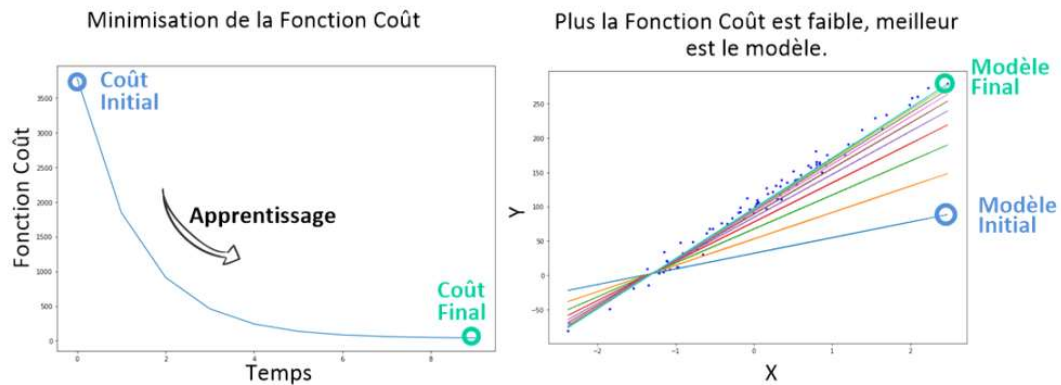 Minimisation de la Fonction Coût
Fonction Coût
3500
3000
2500
2000
1500
1000
500
0
0
2
4
6
8
Temps
Coût
Initial
Apprentissage
Coût
Final
Plus la Fonction Coût est faible, meilleur
est le modèle.
Y
250
200
150
100
50
0
−50
−2
−1
0
1
2
X
Modèle
Final
Modèle
Initial